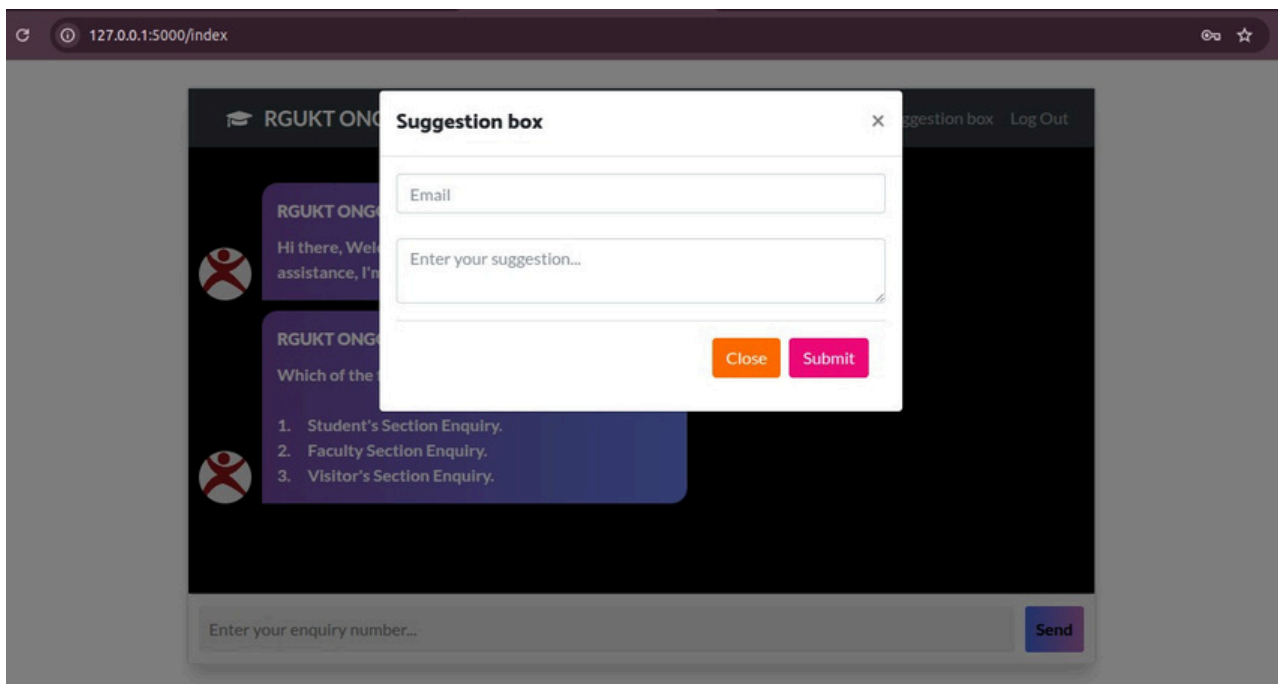 127.0.0.1:5000/index
RGUKT ONG
Suggestion box
×
ggestion box Log Out
Email
RGUKT ONG
Hi there, Wel
assistance, I'm
Enter your suggestion...
RGUKT ONG
Which of the
Close Submit
1. Student's Section Enquiry.
2. Faculty Section Enquiry.
3. Visitor's Section Enquiry.
Enter your enquiry number...
Send